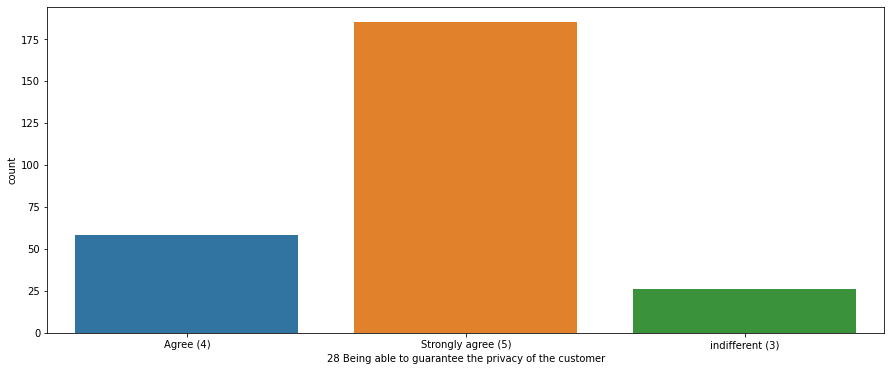 175
150
125
100
75
50
25
0
count
Agree (4)
Strongly agree (5)
indifferent (3)
28 Being able to guarantee the privacy of the customer